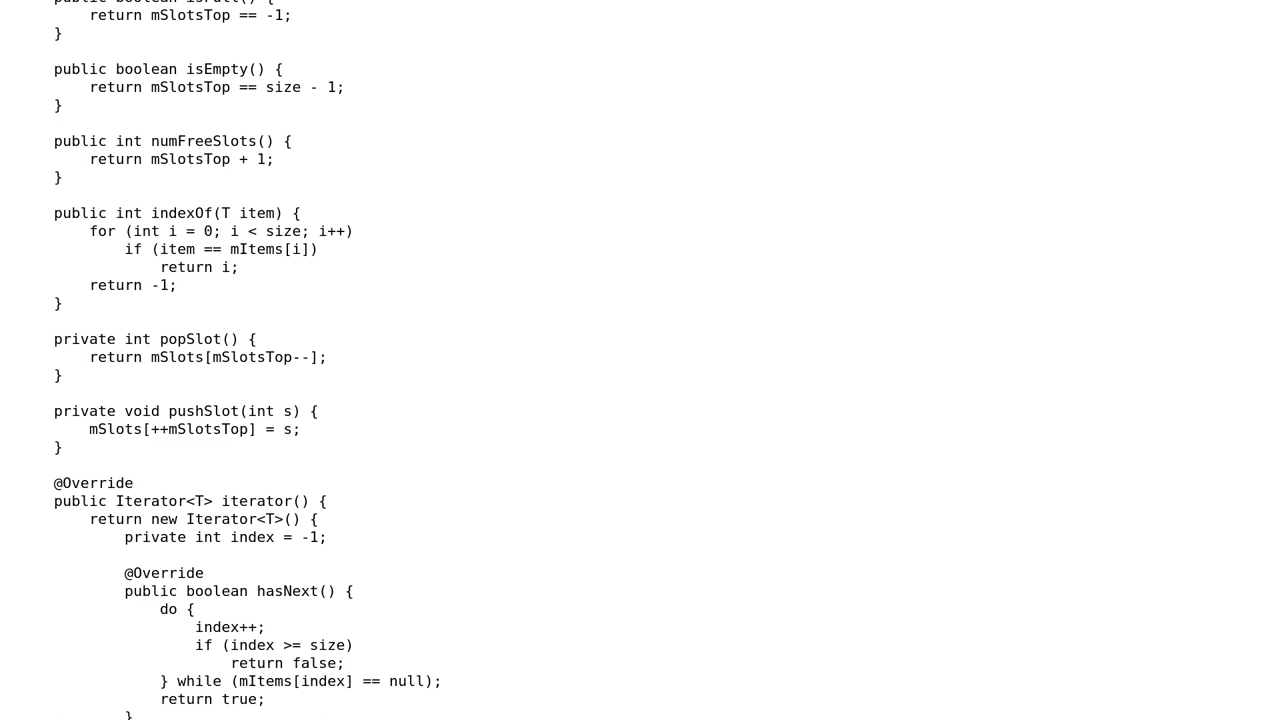 public boolean isFull() {
    return mSlotsTop == -1;
}

public boolean isEmpty() {
    return mSlotsTop == size - 1;
}

public int numFreeSlots() {
    return mSlotsTop + 1;
}

public int indexOf(T item) {
    for (int i = 0; i < size; i++)
        if (item == mItems[i])
            return i;
    return -1;
}

private int popSlot() {
    return mSlots[mSlotsTop--];
}

private void pushSlot(int s) {
    mSlots[++mSlotsTop] = s;
}

@Override
public Iterator<T> iterator() {
    return new Iterator<T>() {
        private int index = -1;

        @Override
        public boolean hasNext() {
            do {
                index++;
                if (index >= size)
                    return false;
            } while (mItems[index] == null);
            return true;
        }